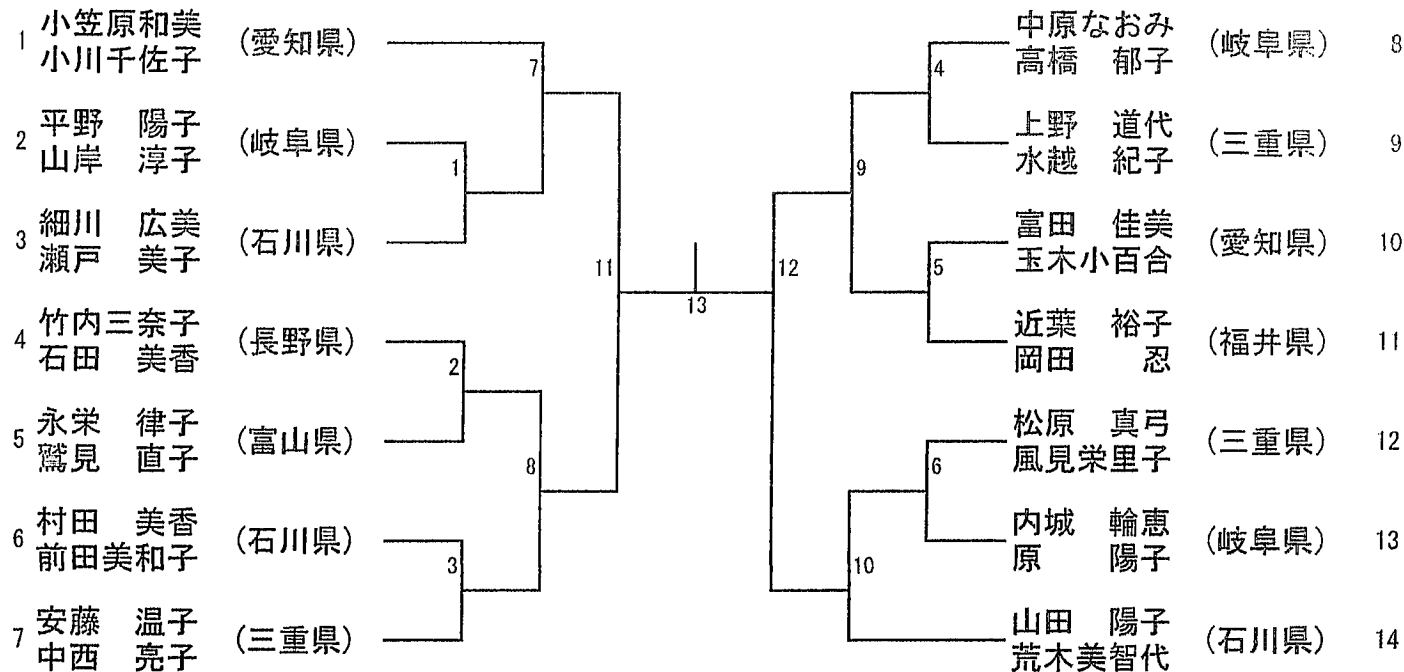 1 小笠原和美 (愛知県)
小川千佐子
2 平野 陽子 (岐阜県)
山岸 淳子
3 細川 広美 (石川県)
瀬戸 美子
4 竹内三奈子 (長野県)
石田 美香
5 永栄 律子 (富山県)
鷲見 直子
6 村田 美香 (石川県)
前田美和子
7 安藤 温子 (三重県)
中西 亮子
7
1
11
2
8
3
13
中原なおみ (岐阜県) 8
高橋 郁子
上野 道代 (三重県) 9
水越 紀子
富田 佳美 (愛知県) 10
玉木小百合
近葉 裕子 (福井県) 11
岡田 忍
松原 真弓 (三重県) 12
風見栄里子
内城 輪恵 (岐阜県) 13
原 陽子
山田 陽子 (石川県) 14
荒木美智代
4
9
12
5
6
10